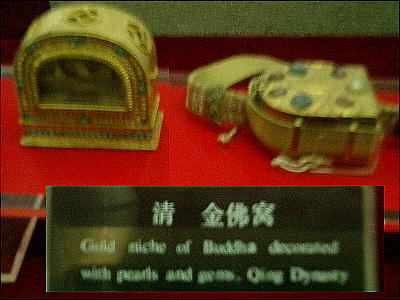 清 金佛窝
Gold niche of Buddha decorated
with pearls and gems, Qing Dynasty